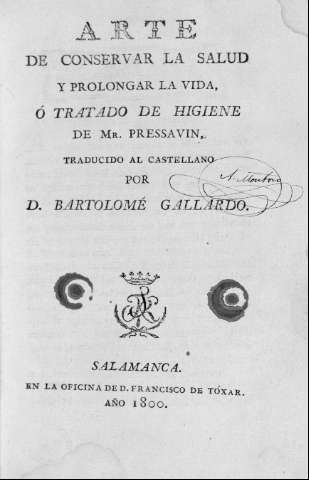 ARTE
DE CONSERVAR LA SALUD
Y PROLONGAR LA VIDA,
Ó TRATADO DE HIGIENE
DE MR. PRESSAVIN,
TRADUCIDO AL CASTELLANO
POR
D. BARTOLOMÉ GALLARDO.
SALAMANCA.
EN LA OFICINA DE D. FRANCISCO DE TÓXAR.
AÑO 1800.